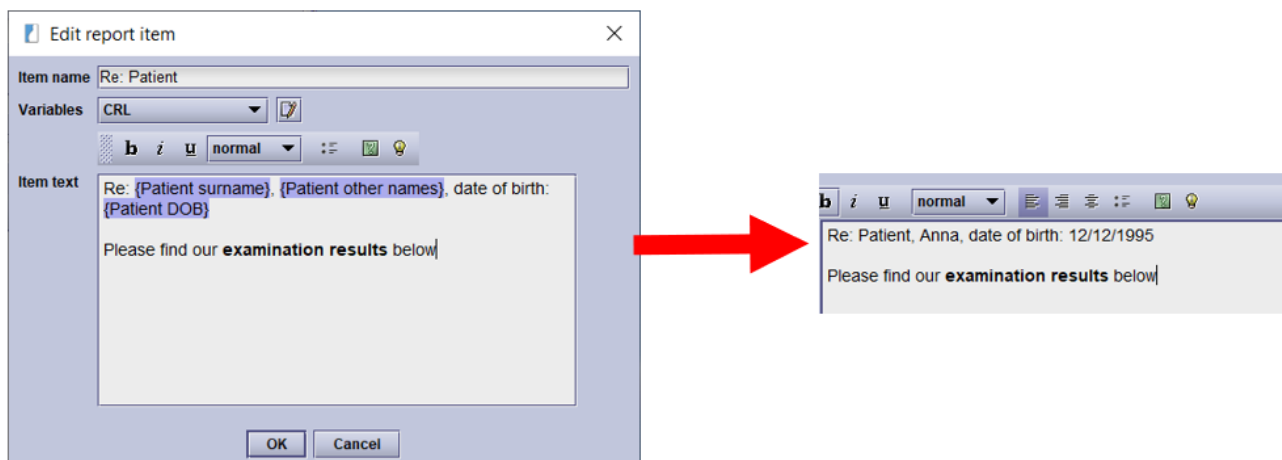 Edit report item
Item name Re: Patient
Variables CRL
b i u normal
Item text Re: {Patient surname}, {Patient other names}, date of birth:
{Patient DOB}
Please find our examination results below
OK Cancel
b i u normal
Re: Patient, Anna, date of birth: 12/12/1995
Please find our examination results below